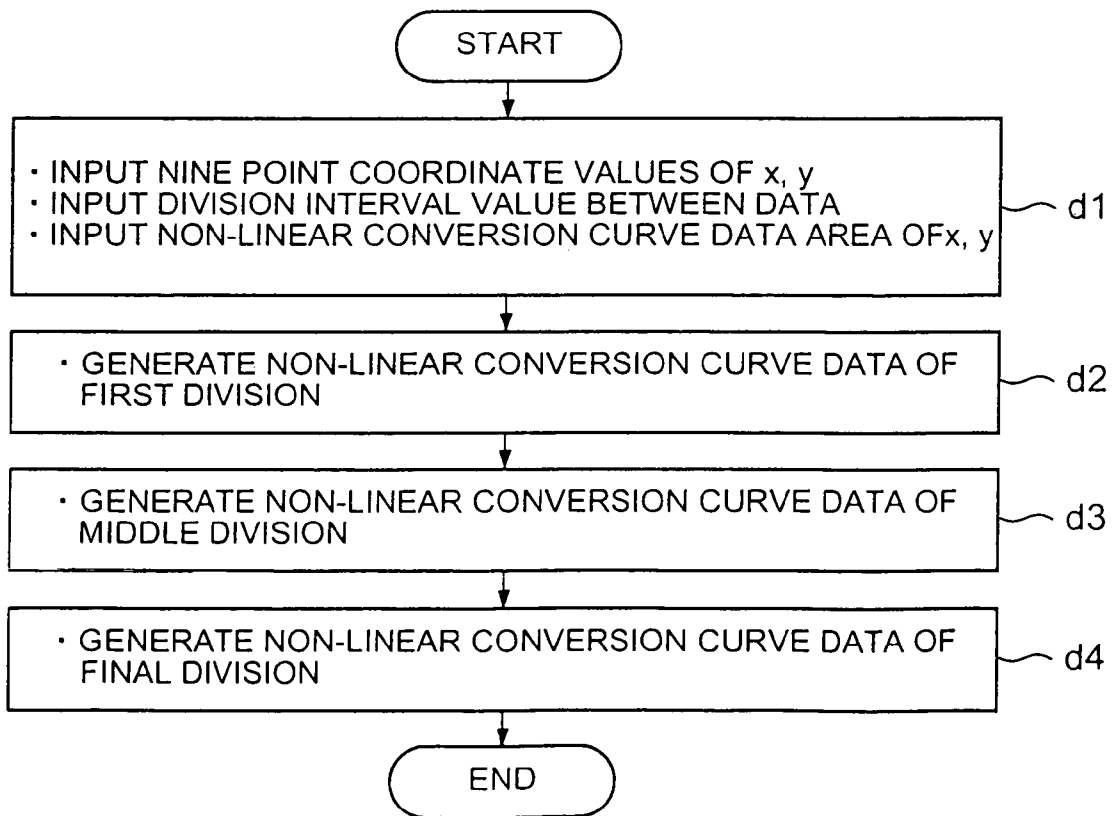 START
・INPUT NINE POINT COORDINATE VALUES OF x, y
・INPUT DIVISION INTERVAL VALUE BETWEEN DATA
・INPUT NON-LINEAR CONVERSION CURVE DATA AREA OFx, y
d1
・GENERATE NON-LINEAR CONVERSION CURVE DATA OF
FIRST DIVISION
d2
・GENERATE NON-LINEAR CONVERSION CURVE DATA OF
MIDDLE DIVISION
d3
・GENERATE NON-LINEAR CONVERSION CURVE DATA OF
FINAL DIVISION
d4
END